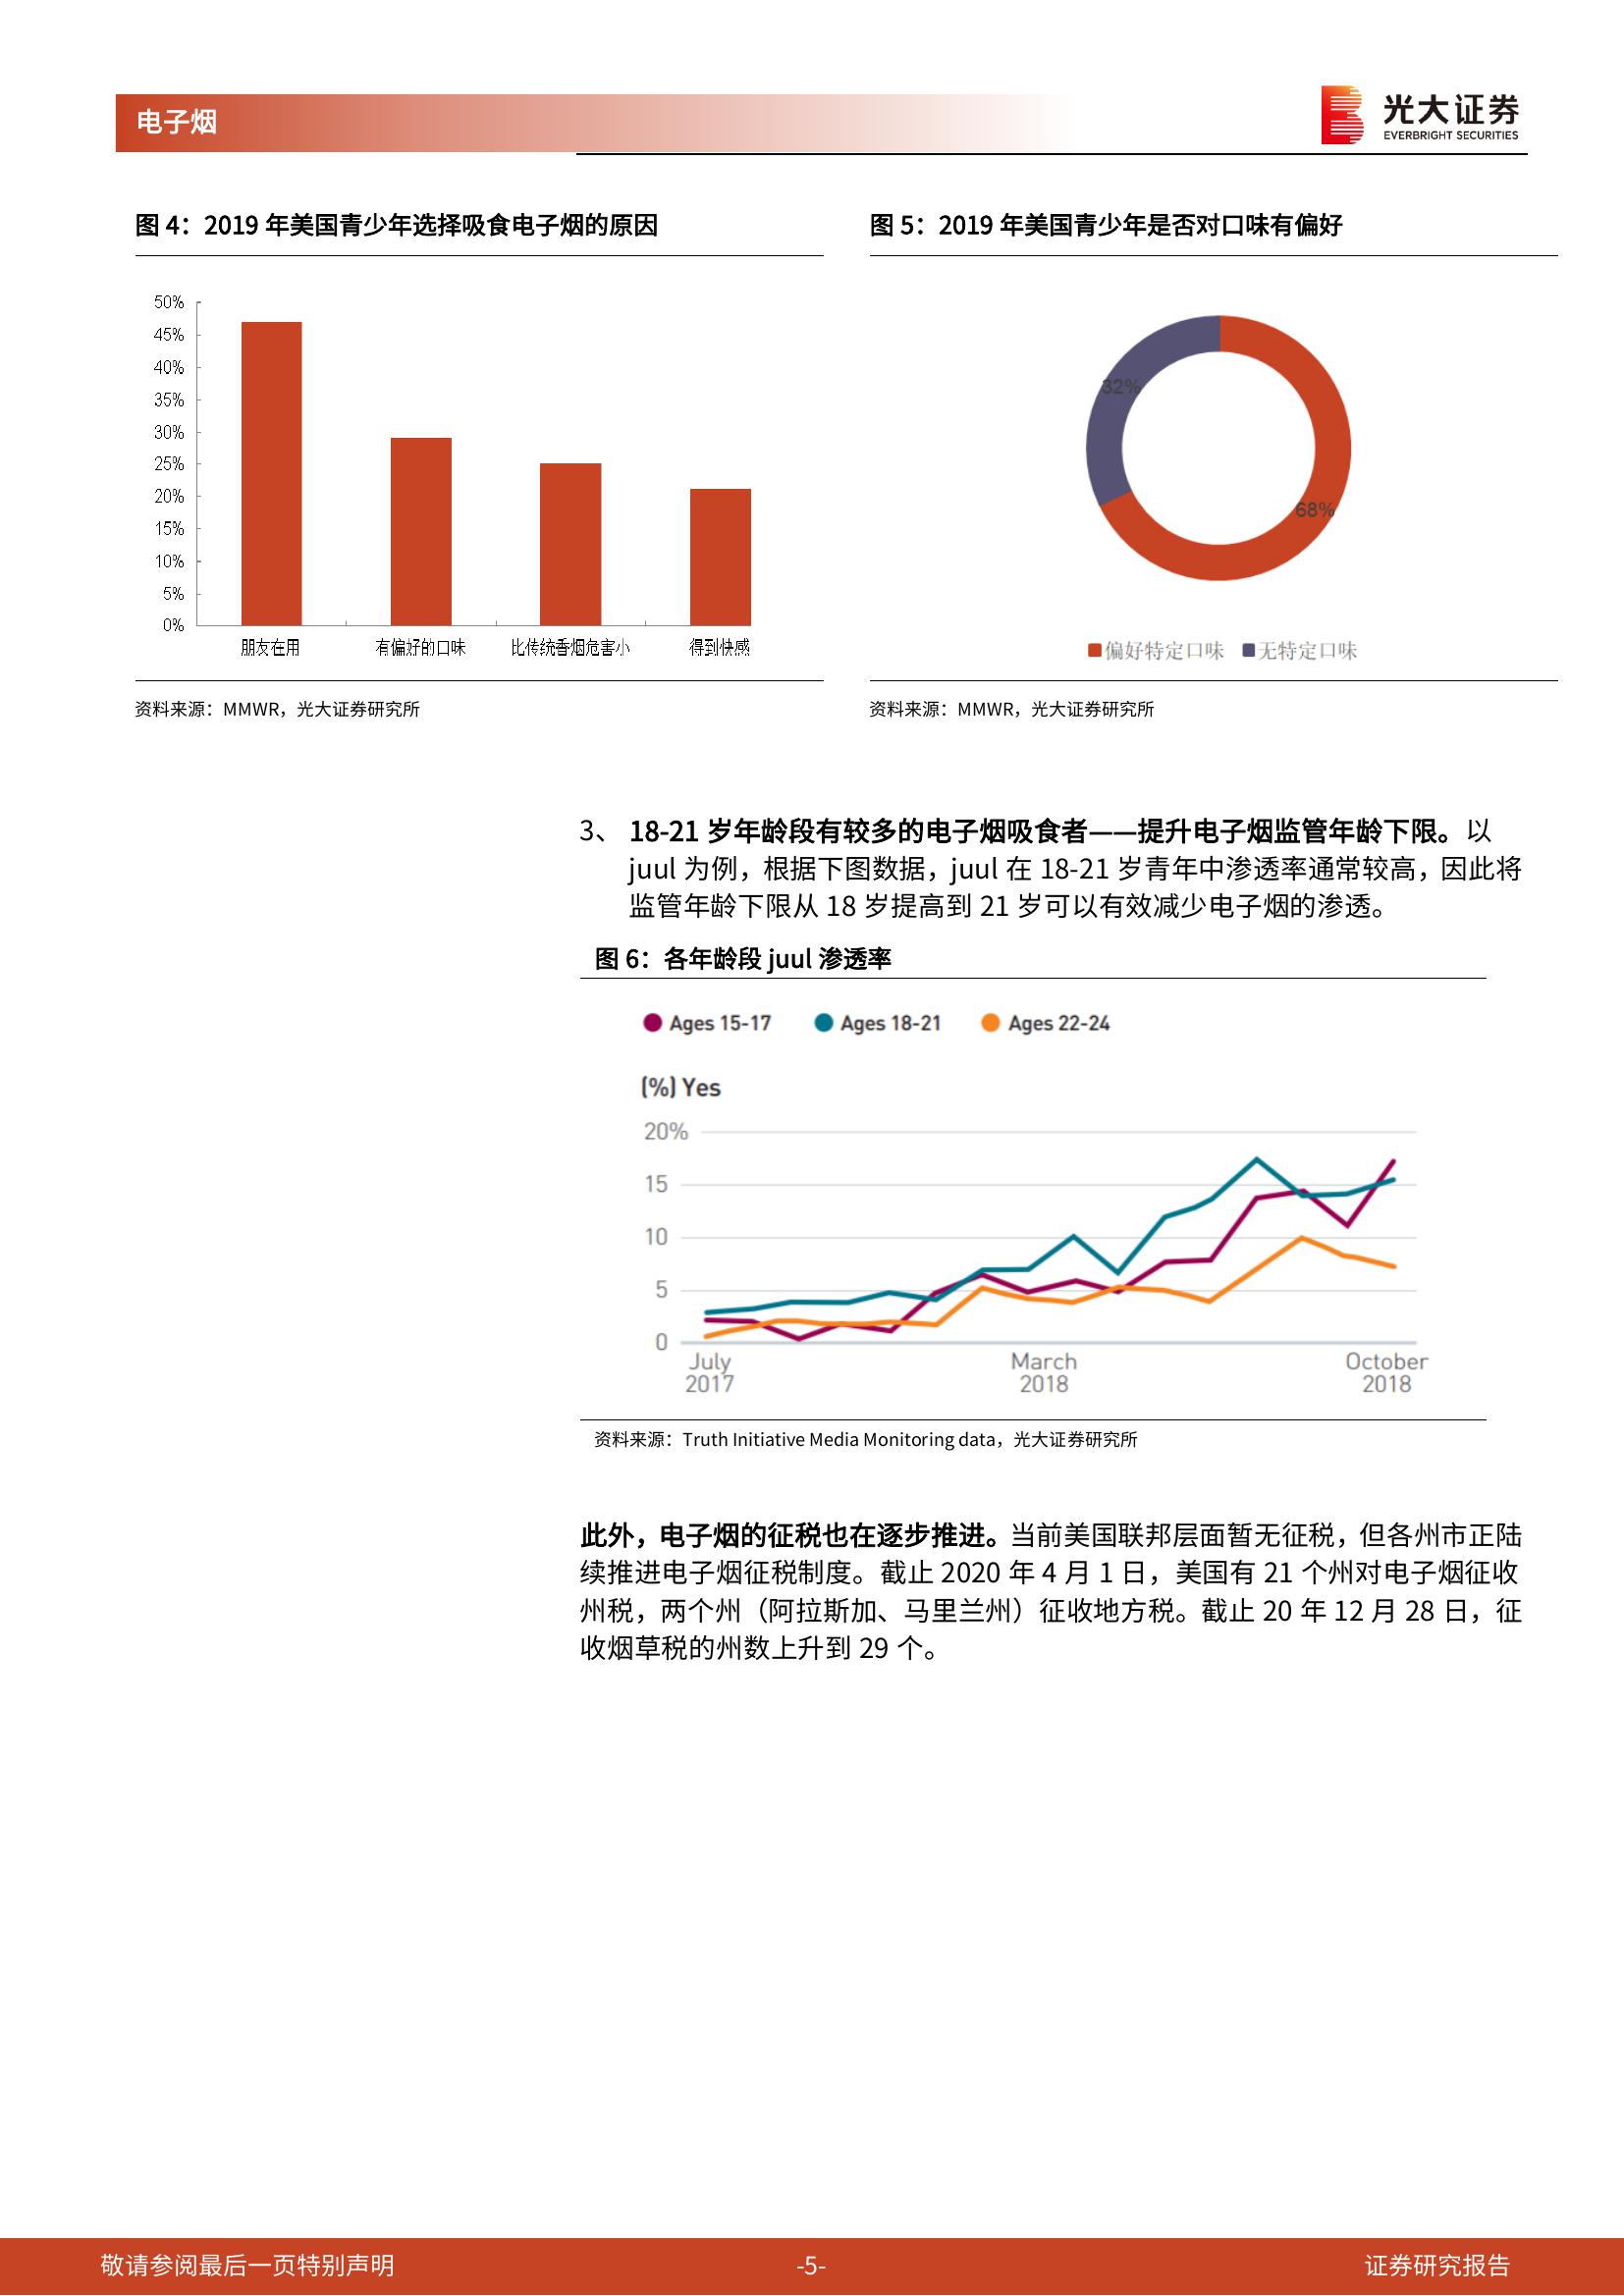 电子烟
光大证券
EVERBRIGHT SECURITIES
图 4：2019 年美国青少年选择吸食电子烟的原因
50%
45%
40%
35%
30%
25%
20%
15%
10%
5%
0%
朋友在用 有偏好的口味 比传统香烟危害小 得到快感
资料来源：MMWR，光大证券研究所
图 5：2019 年美国青少年是否对口味有偏好
32%
68%
偏好特定口味 无特定口味
资料来源：MMWR，光大证券研究所
3、 18-21 岁年龄段有较多的电子烟吸食者——提升电子烟监管年龄下限。以
juul 为例，根据下图数据，juul 在 18-21 岁青年中渗透率通常较高，因此将
监管年龄下限从 18 岁提高到 21 岁可以有效减少电子烟的渗透。
图 6：各年龄段 juul 渗透率
Ages 15-17 Ages 18-21 Ages 22-24
(%) Yes
20%
15
10
5
0
July March October
2017 2018 2018
资料来源：Truth Initiative Media Monitoring data，光大证券研究所
此外，电子烟的征税也在逐步推进。当前美国联邦层面暂无征税，但各州市正陆
续推进电子烟征税制度。截止 2020 年 4 月 1 日，美国有 21 个州对电子烟征收
州税，两个州（阿拉斯加、马里兰州）征收地方税。截止 20 年 12 月 28 日，征
收烟草税的州数上升到 29 个。
敬请参阅最后一页特别声明 -5- 证券研究报告